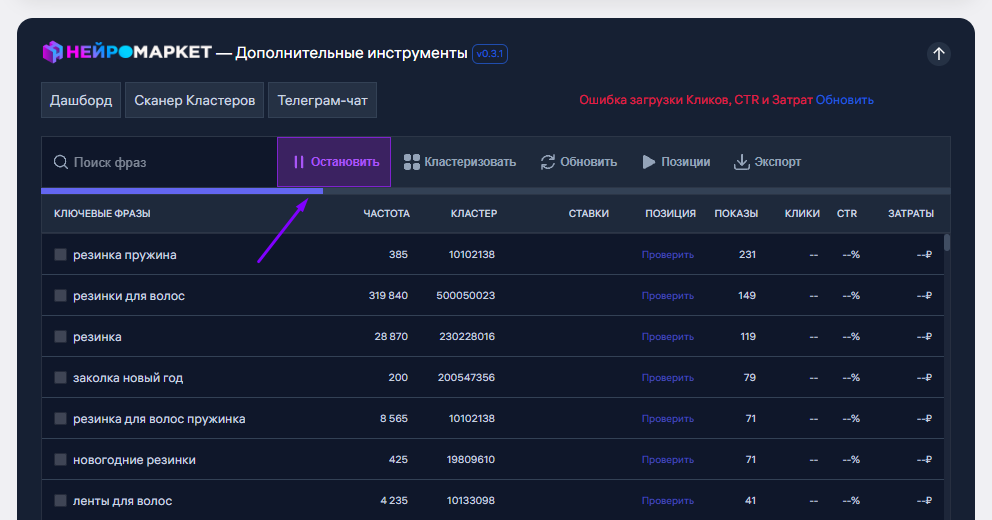 НЕЙРОМАРКЕТ — Дополнительные инструменты v0.3.1
Дашборд Сканер Кластеров Телеграм-чат Ошибка загрузки Кликов, CTR и Затрат Обновить
Поиск фраз Остановить Кластеризовать Обновить Позиции Экспорт
КЛЮЧЕВЫЕ ФРАЗЫ ЧАСТОТА КЛАСТЕР СТАВКИ ПОЗИЦИЯ ПОКАЗЫ КЛИКИ CTR ЗАТРАТЫ
резинка пружина 385 10102138 Проверить 231 -- --% --₽
резинки для волос 319 840 500050023 Проверить 149 -- --% --₽
резинка 28 870 230228016 Проверить 119 -- --% --₽
заколка новый год 200 200547356 Проверить 79 -- --% --₽
резинка для волос пружинка 8 565 10102138 Проверить 71 -- --% --₽
новогодние резинки 425 19809610 Проверить 71 -- --% --₽
ленты для волос 4 235 10133098 Проверить 41 -- --% --₽